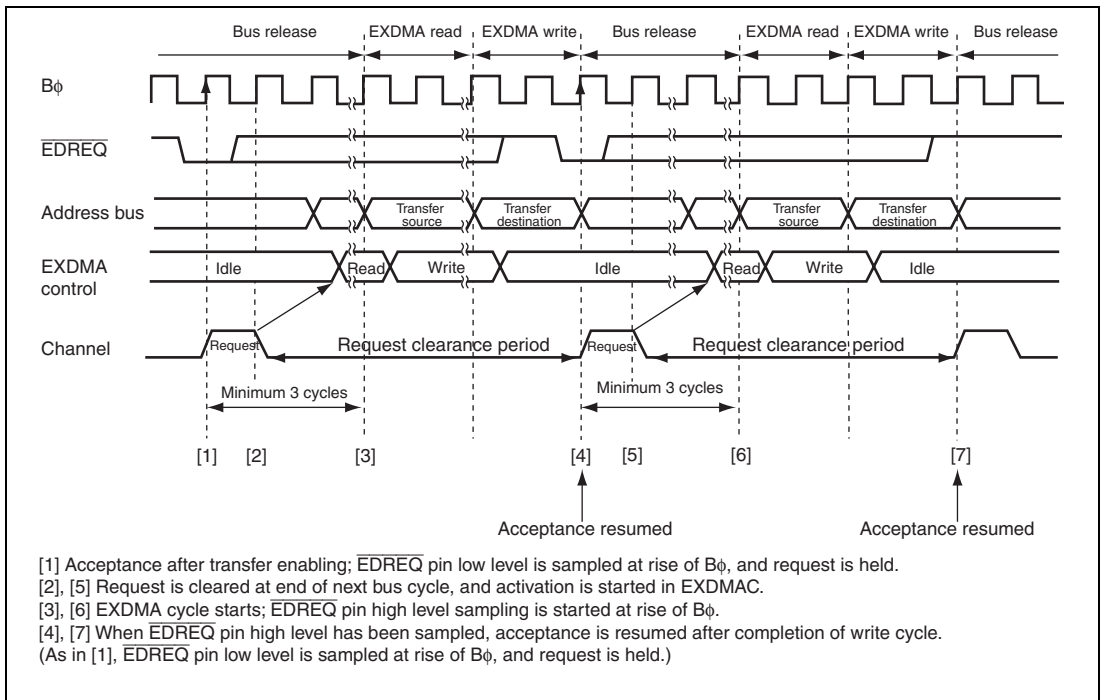 Bus release EXDMA read EXDMA write Bus release EXDMA read EXDMA write Bus release
Bϕ
EDREQ
Address bus Transfer source Transfer destination Transfer source Transfer destination
EXDMA control Idle Read Write Idle Read Write Idle
Channel Request Request clearance period Request Request clearance period
Minimum 3 cycles Minimum 3 cycles
[1] [2] [3] [4] [5] [6] [7]
Acceptance resumed Acceptance resumed
[1] Acceptance after transfer enabling; EDREQ pin low level is sampled at rise of Bϕ, and request is held.
[2], [5] Request is cleared at end of next bus cycle, and activation is started in EXDMAC.
[3], [6] EXDMA cycle starts; EDREQ pin high level sampling is started at rise of Bϕ.
[4], [7] When EDREQ pin high level has been sampled, acceptance is resumed after completion of write cycle.
(As in [1], EDREQ pin low level is sampled at rise of Bϕ, and request is held.)